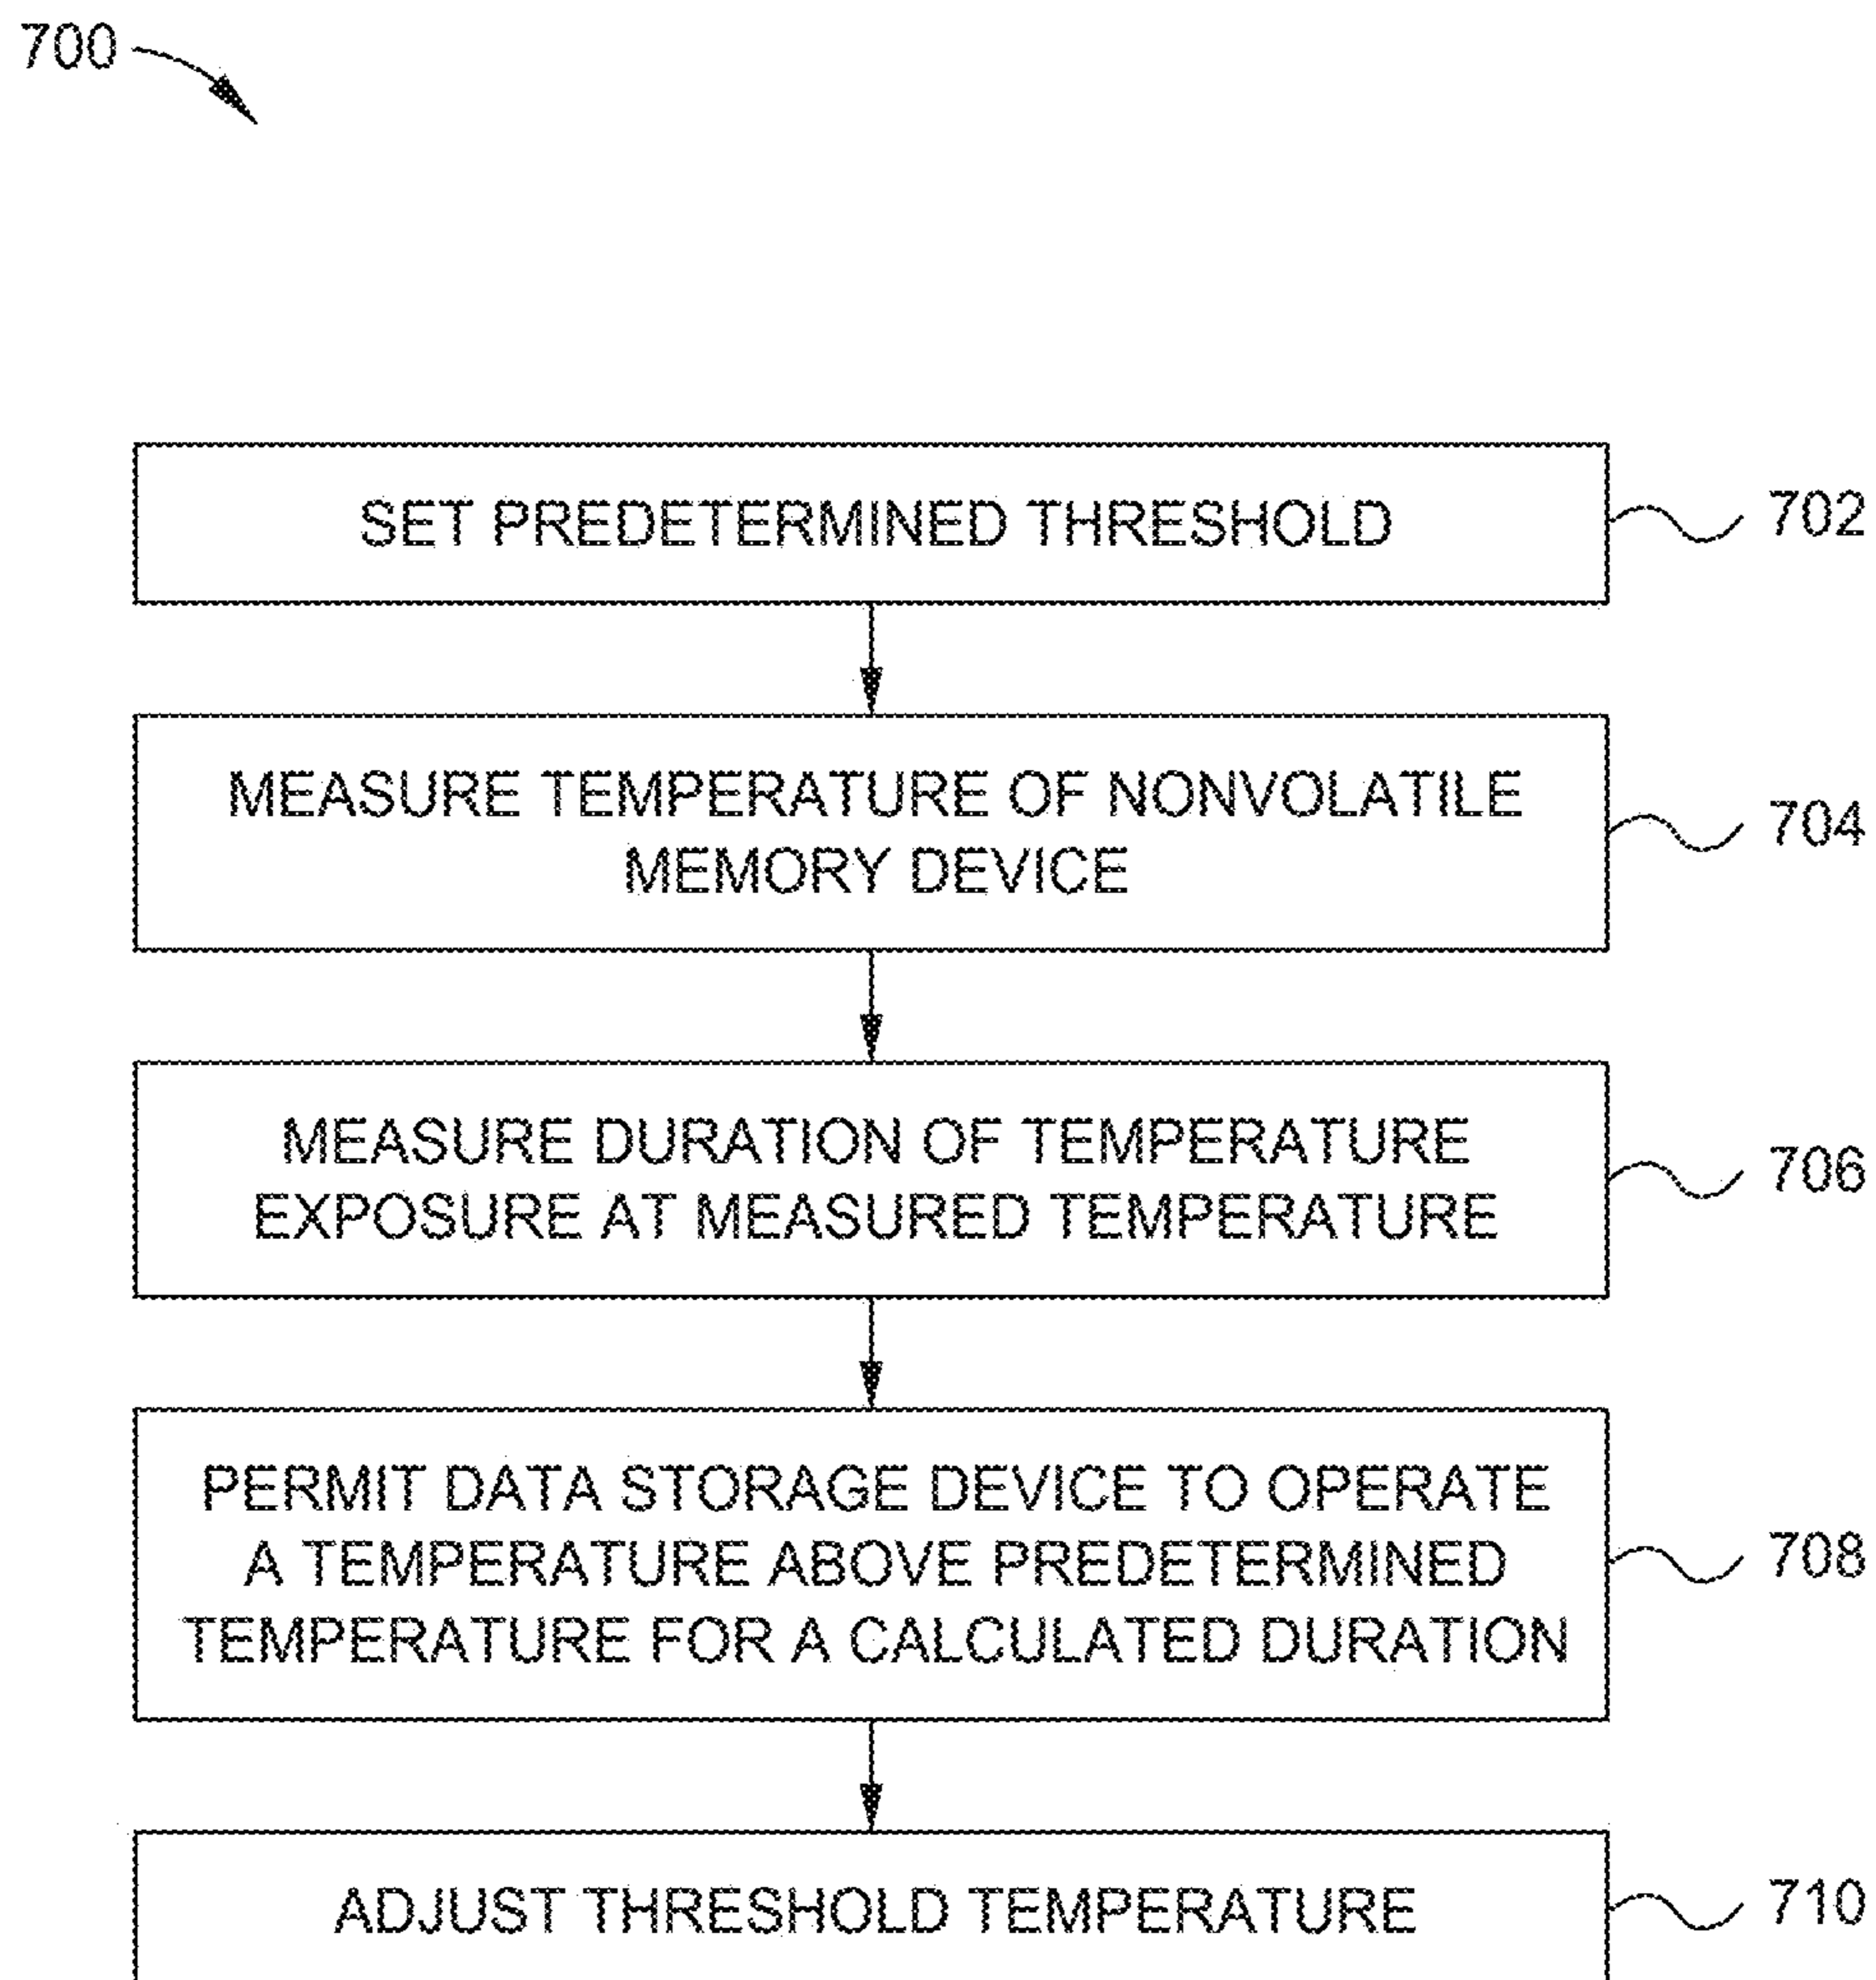 700
SET PREDETERMINED THRESHOLD
702
MEASURE TEMPERATURE OF NONVOLATILE
MEMORY DEVICE
704
MEASURE DURATION OF TEMPERATURE
EXPOSURE AT MEASURED TEMPERATURE
706
PERMIT DATA STORAGE DEVICE TO OPERATE
A TEMPERATURE ABOVE PREDETERMINED
TEMPERATURE FOR A CALCULATED DURATION
708
ADJUST THRESHOLD TEMPERATURE
710